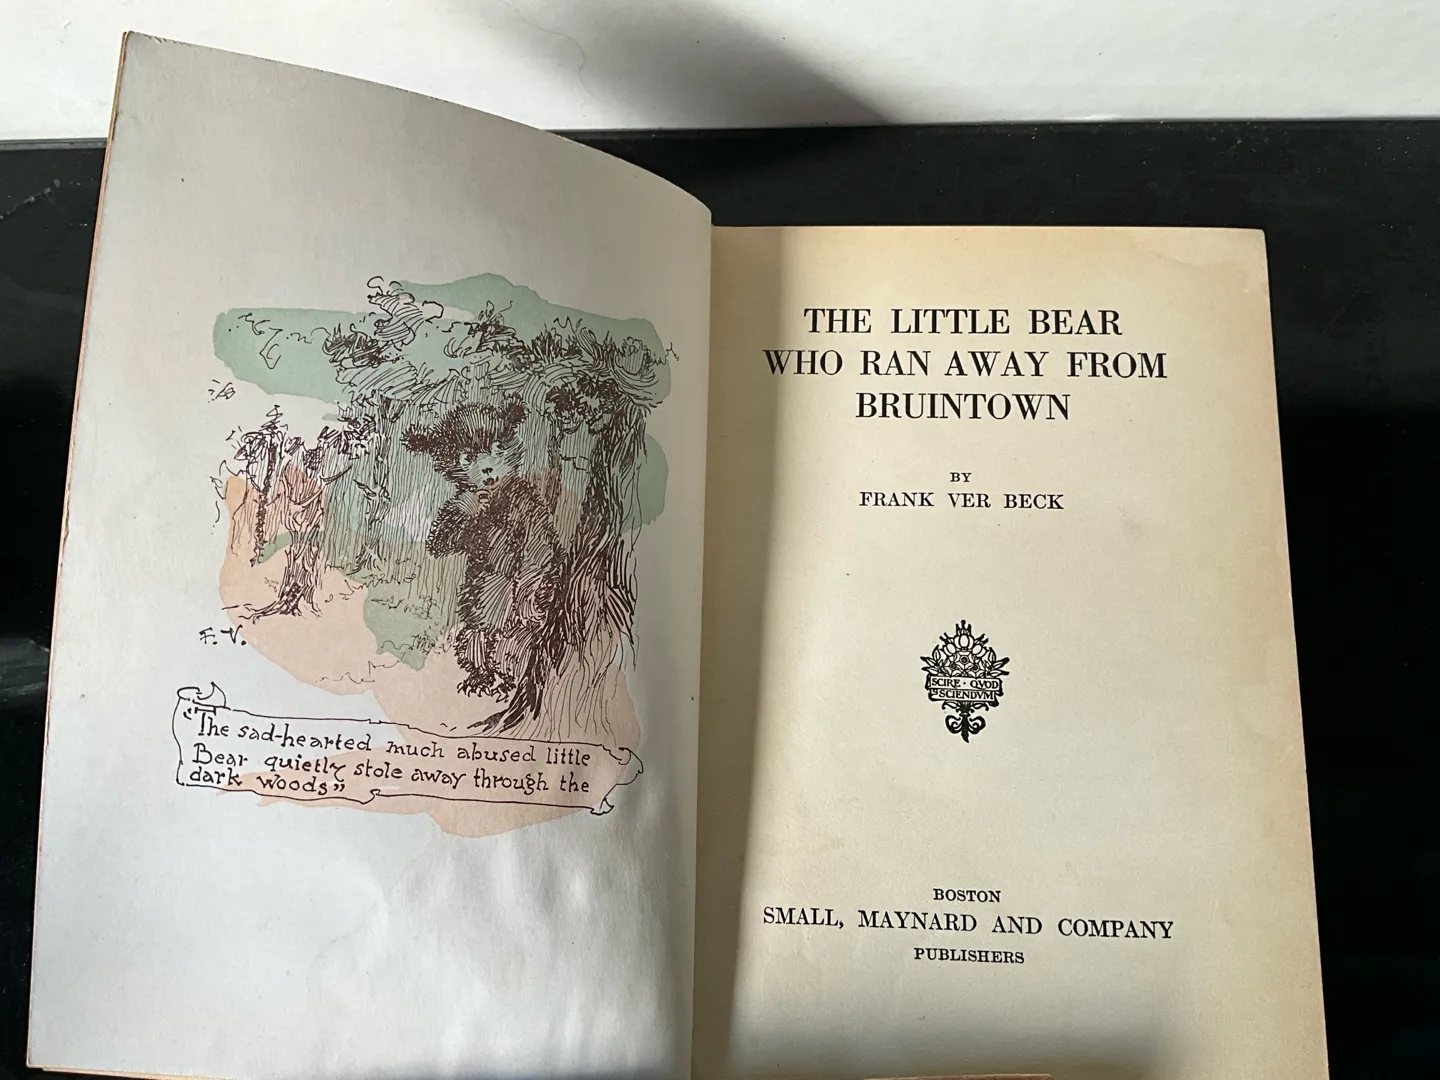 F. V.
"The sad-hearted much abused little
Bear quietly stole away through the
dark woods"
THE LITTLE BEAR
WHO RAN AWAY FROM
BRUINTOWN
BY
FRANK VER BECK
SCIRE · QVOD
SCIENDVM
BOSTON
SMALL, MAYNARD AND COMPANY
PUBLISHERS